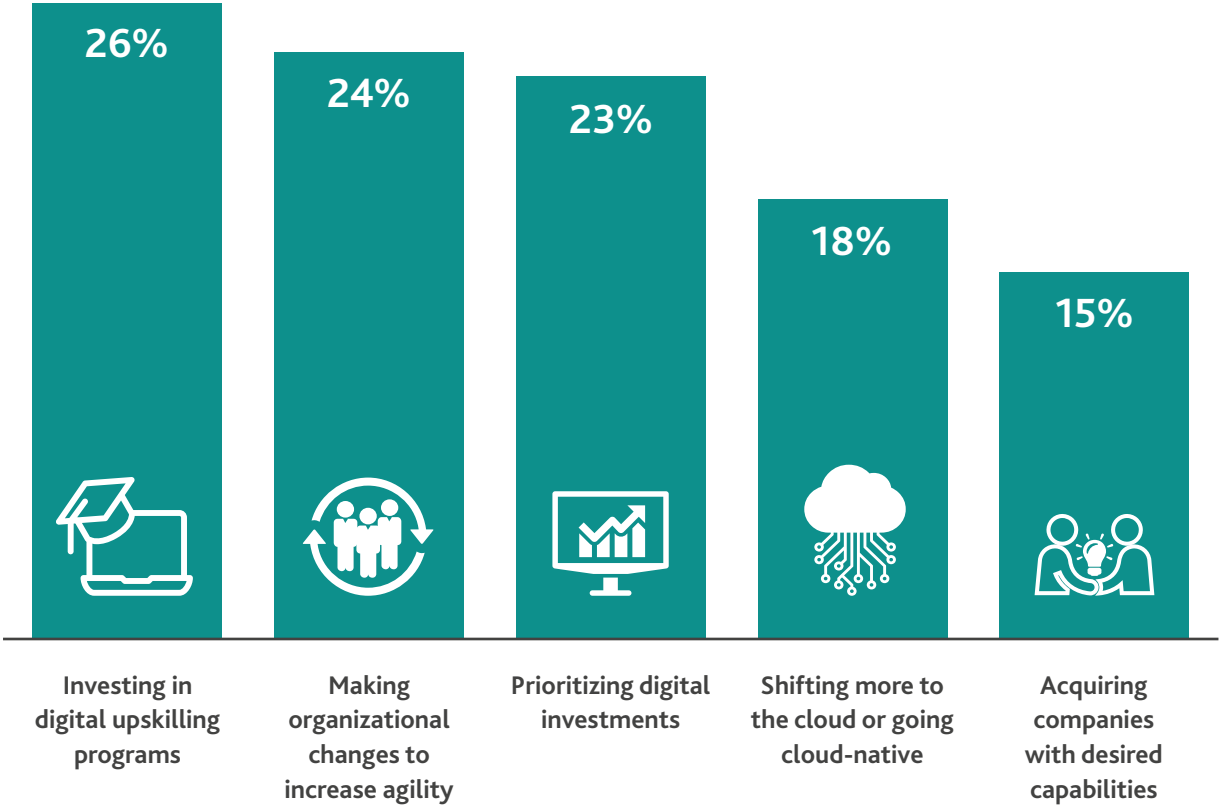 26%
24%
23%
18%
15%
Investing in
digital upskilling
programs
Making
organizational
changes to
increase agility
Prioritizing digital
investments
Shifting more to
the cloud or going
cloud-native
Acquiring
companies
with desired
capabilities